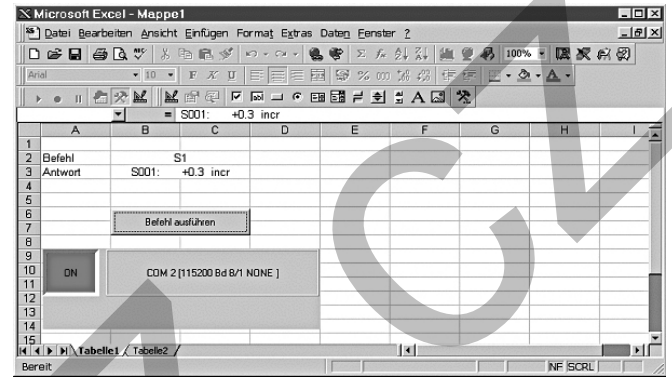 Microsoft Excel - Mappe1
Datei Bearbeiten Ansicht Einfügen Format Extras Daten Fenster ?
100%
Arial 10 F K U % 000
S001: +0.3 incr
A B C D E F G H I
1
2 Befehl S1
3 Antwort S001: +0.3 incr
4
5
6
7 Befehl ausführen
8
9
10 ON COM 2 [115200 Bd 8/1 NONE ]
11
12
13
14
15
Tabelle1 Tabelle2
Bereit NF SCRL